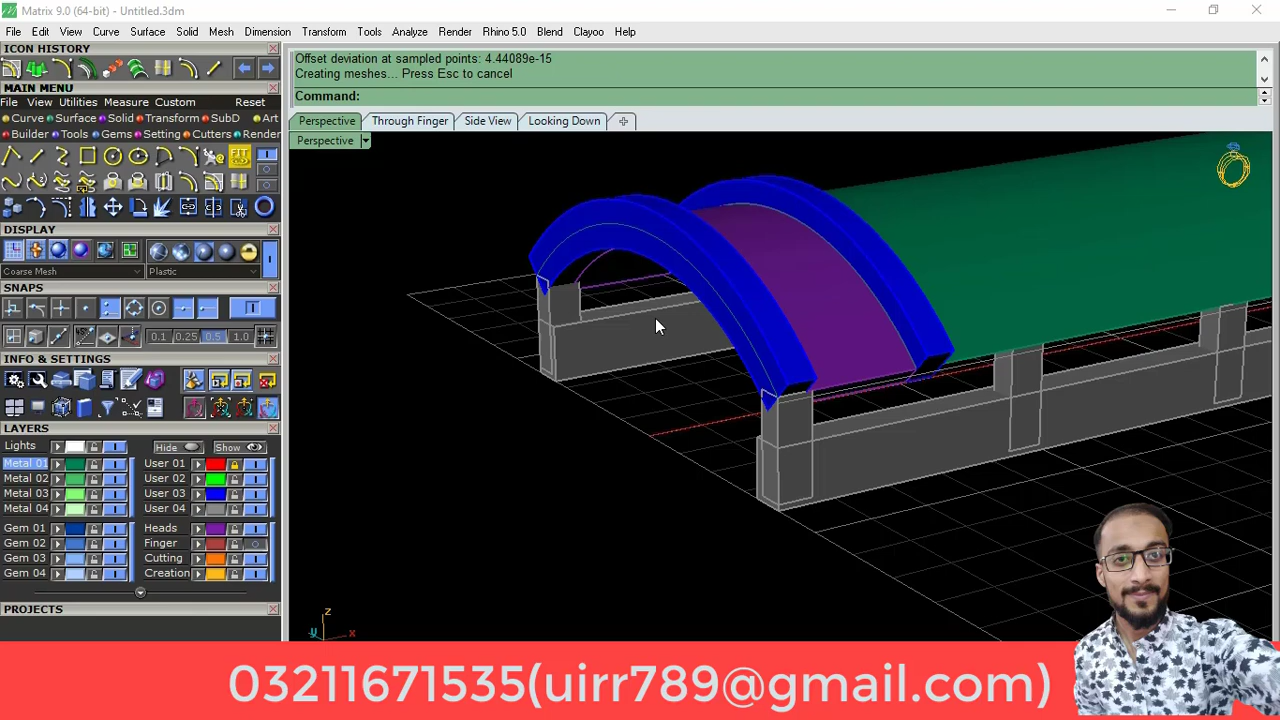 Matrix 9.0 (64-bit) - Untitled.3dm
File Edit View Curve Surface Solid Mesh Dimension Transform Tools Analyze Render Rhino 5.0 Blend Clayoo Help
ICON HISTORY
MAIN MENU
File View Utilities Measure Custom Reset
Curve Surface Solid Transform SubD Art
Builder Tools Gems Setting Cutters Render
FIT
DISPLAY
Coarse Mesh Plastic
SNAPS
0.1 0.25 0.5 1.0
INFO & SETTINGS
LAYERS
Lights Hide Show
Metal 01 User 01
Metal 02 User 02
Metal 03 User 03
Metal 04 User 04
Gem 01 Heads
Gem 02 Finger
Gem 03 Cutting
Gem 04 Creation
PROJECTS
Offset deviation at sampled points: 4.44089e-15
Creating meshes... Press Esc to cancel
Command:
Perspective Through Finger Side View Looking Down
Perspective
z
y x
03211671535(uirr789@gmail.com)